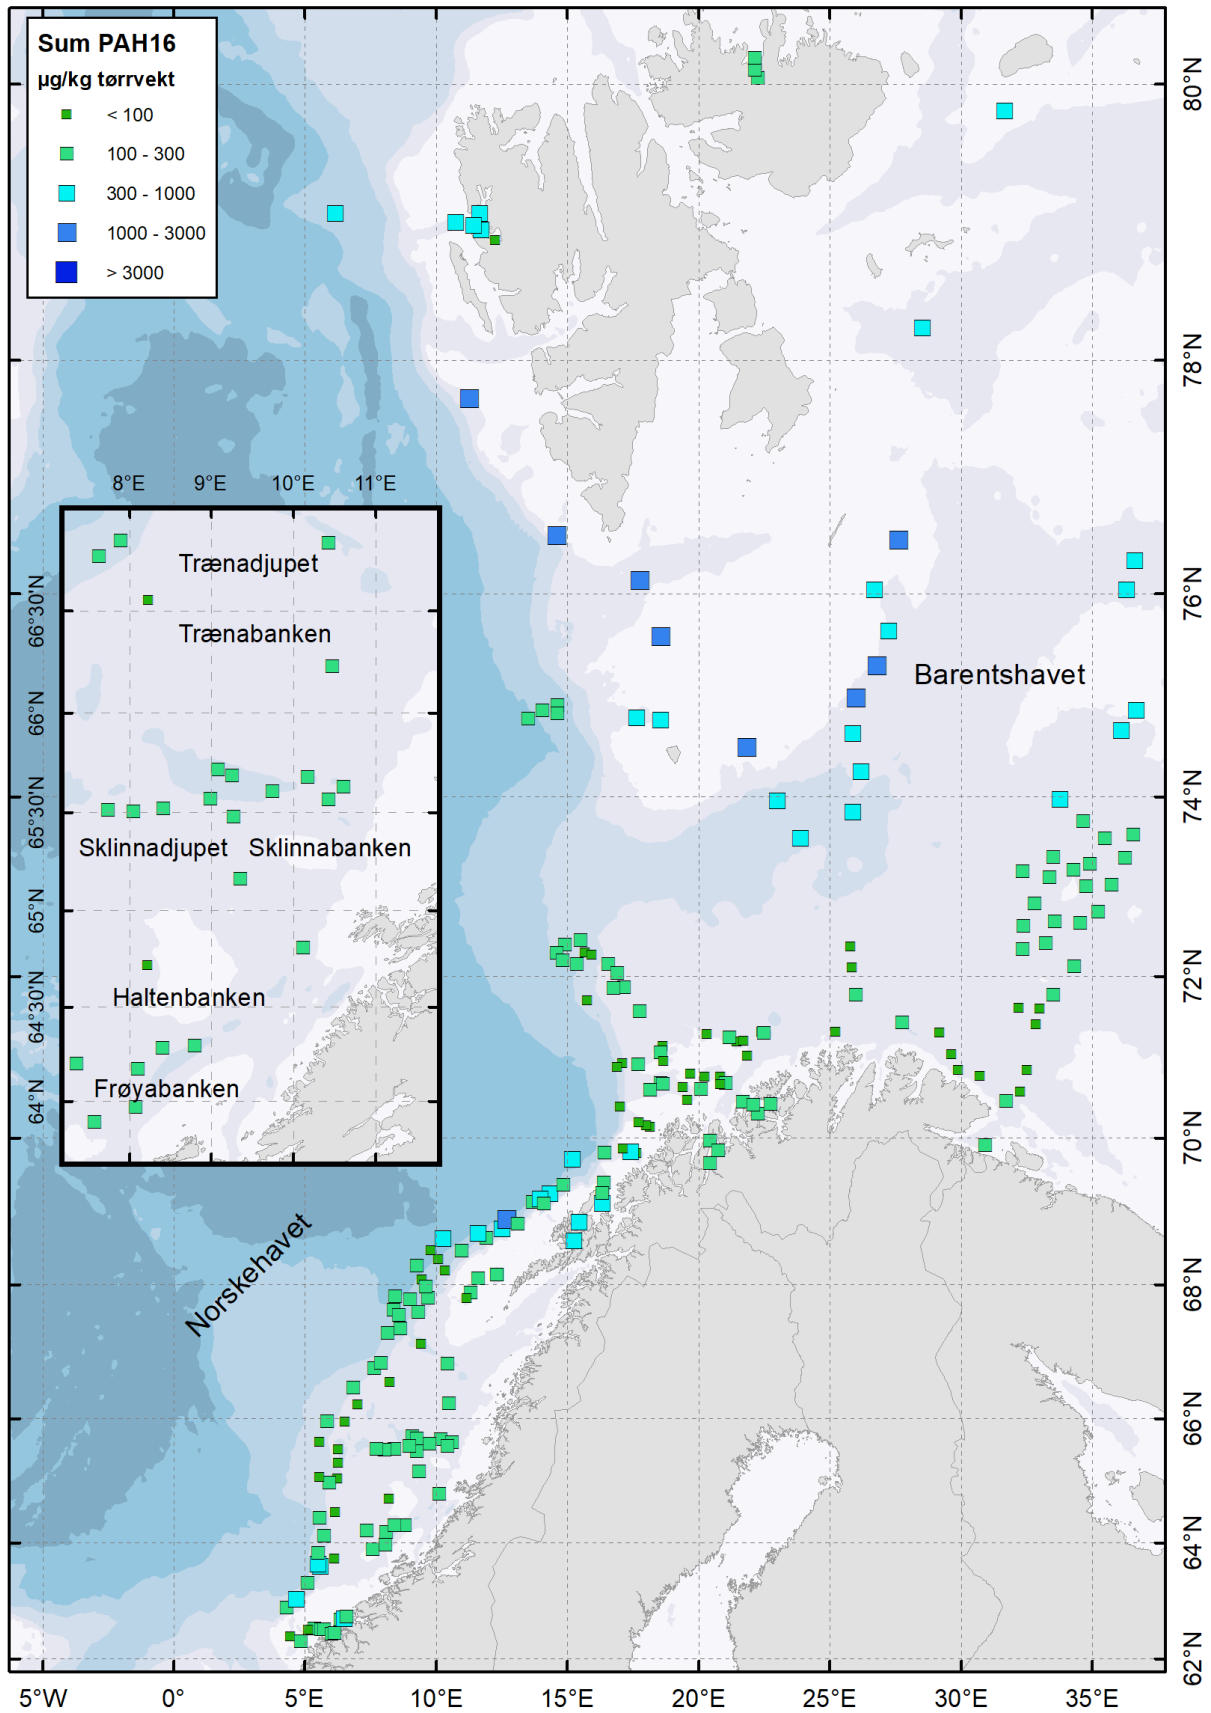 Sum PAH16
µg/kg tørrvekt
< 100
100 - 300
300 - 1000
1000 - 3000
> 3000
80°N
78°N
76°N
74°N
72°N
70°N
68°N
66°N
64°N
62°N
8°E 9°E 10°E 11°E
66°30'N
66°N
65°30'N
65°N
64°30'N
64°N
Trænadjupet
Trænabanken
Sklinnadjupet Sklinnabanken
Haltenbanken
Frøyabanken
Barentshavet
Norskehavet
5°W 0° 5°E 10°E 15°E 20°E 25°E 30°E 35°E